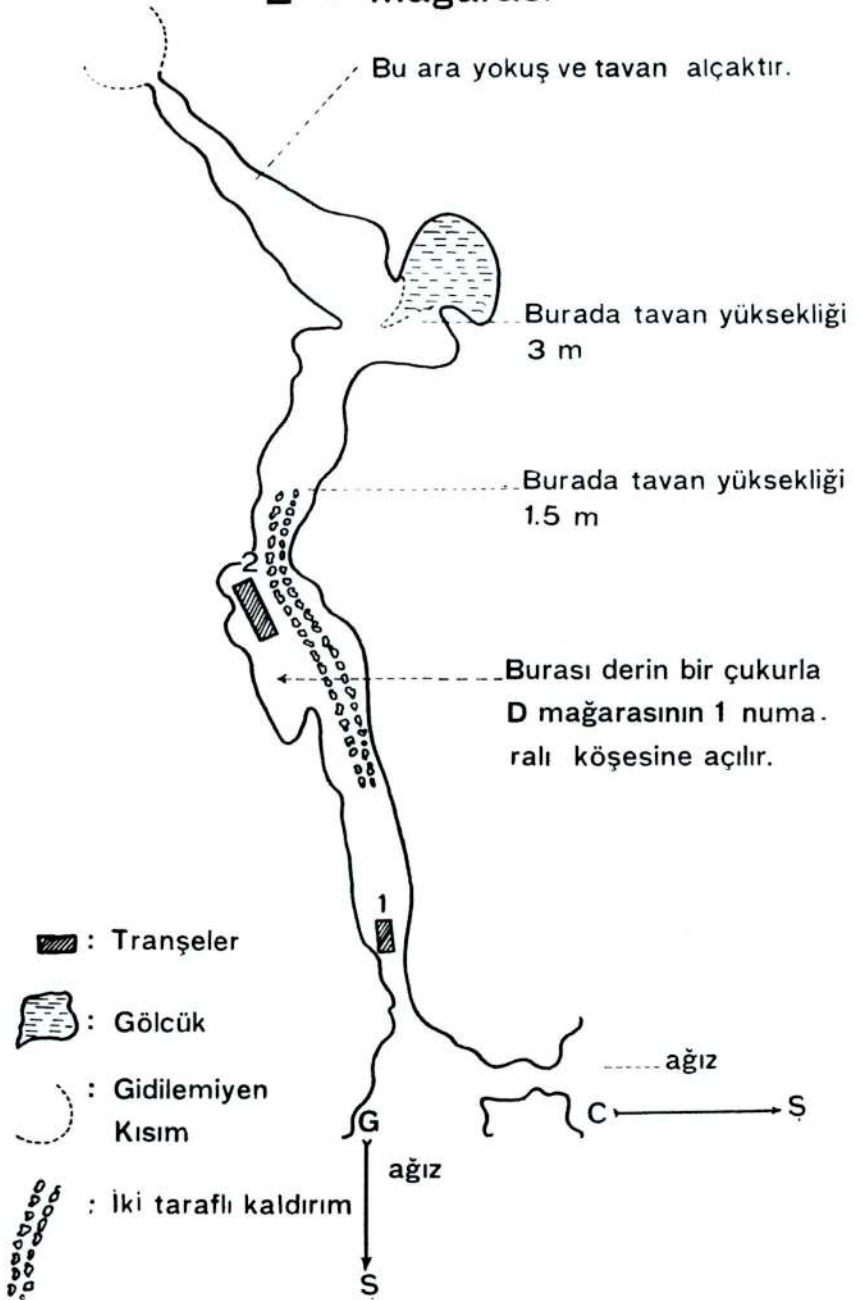 Mağarası
Bu ara yokuş ve tavan alçaktır.
Burada tavan yüksekliği
3 m
Burada tavan yüksekliği
1.5 m
2
Burası derin bir çukurla
D mağarasının 1 numa.
ralı köşesine açılır.
1
: Tranşeler
: Gölcük
: Gidilemiyen
Kısım
: İki taraflı kaldırım
ağız
C
Ş
G
ağız
Ş